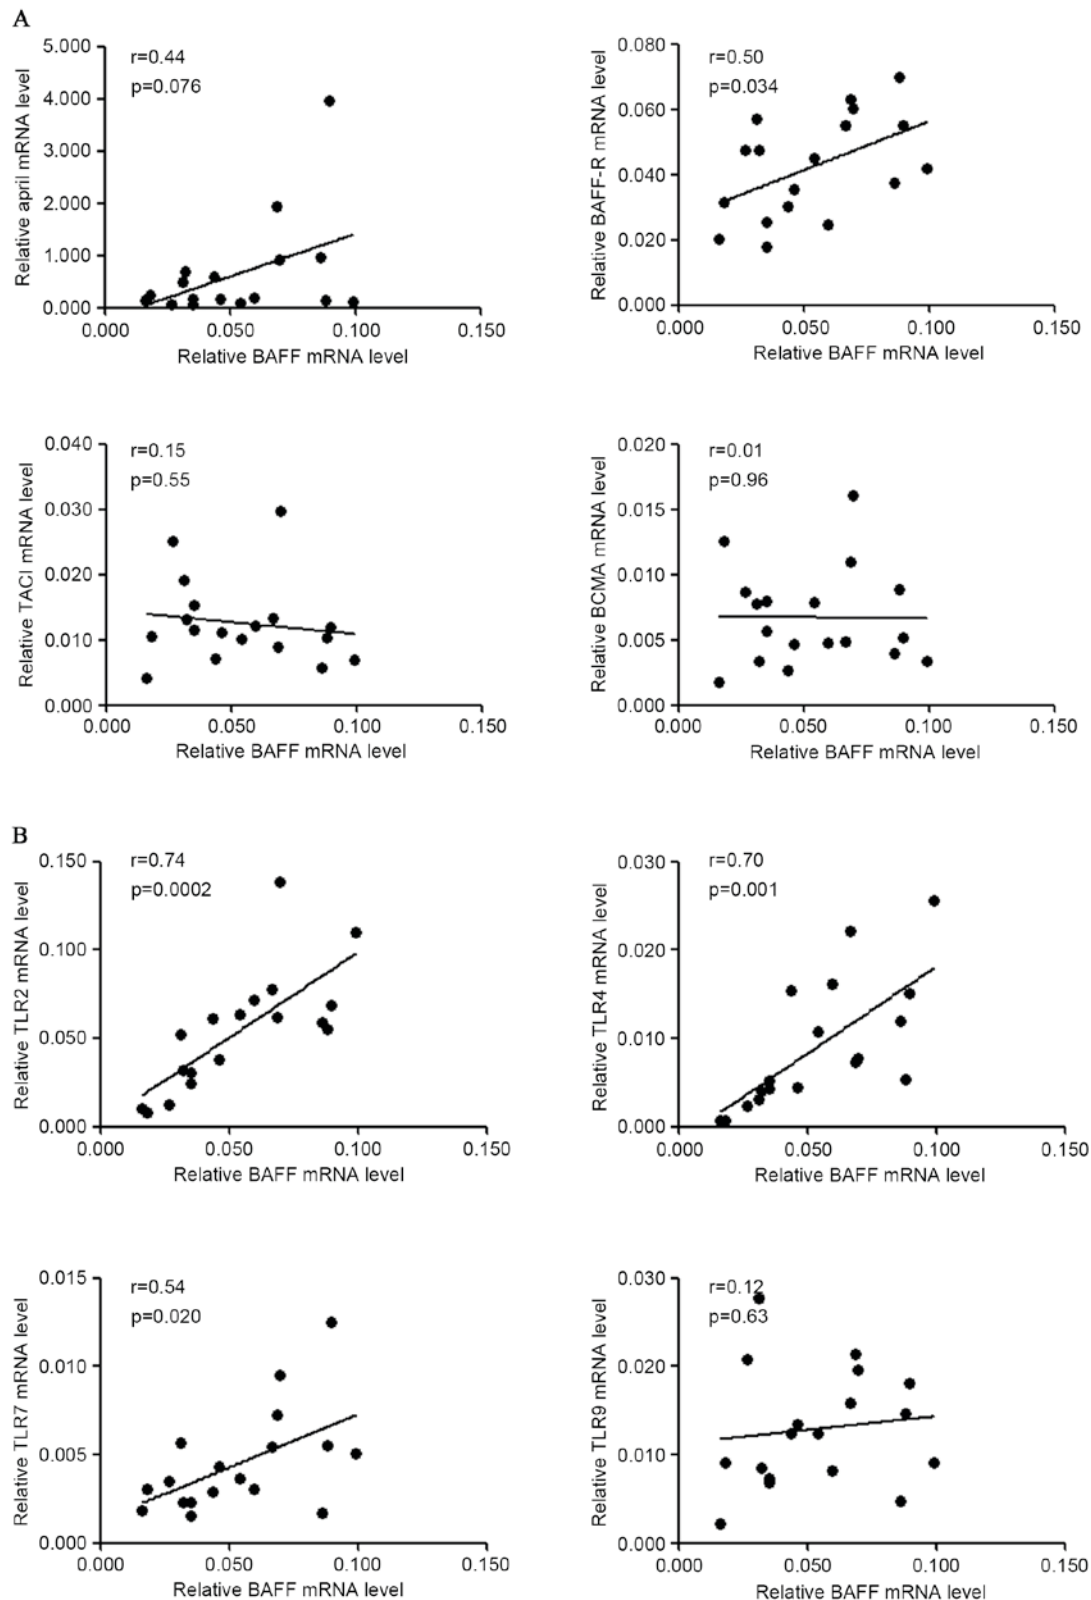 A
r=0.44
p=0.076
Relative april mRNA level
5.000
4.000
3.000
2.000
1.000
0.000
0.000 0.050 0.100 0.150
Relative BAFF mRNA level
r=0.50
p=0.034
Relative BAFF-R mRNA level
0.080
0.060
0.040
0.020
0.000
0.000 0.050 0.100 0.150
Relative BAFF mRNA level
r=0.15
p=0.55
Relative TACI mRNA level
0.040
0.030
0.020
0.010
0.000
0.000 0.050 0.100 0.150
Relative BAFF mRNA level
r=0.01
p=0.96
Relative BCMA mRNA level
0.020
0.015
0.010
0.005
0.000
0.000 0.050 0.100 0.150
Relative BAFF mRNA level
B
r=0.74
p=0.0002
Relative TLR2 mRNA level
0.150
0.100
0.050
0.000
0.000 0.050 0.100 0.150
Relative BAFF mRNA level
r=0.70
p=0.001
Relative TLR4 mRNA level
0.030
0.020
0.010
0.000
0.000 0.050 0.100 0.150
Relative BAFF mRNA level
r=0.54
p=0.020
Relative TLR7 mRNA level
0.015
0.010
0.005
0.000
0.000 0.050 0.100 0.150
Relative BAFF mRNA level
r=0.12
p=0.63
Relative TLR9 mRNA level
0.030
0.020
0.010
0.000
0.000 0.050 0.100 0.150
Relative BAFF mRNA level